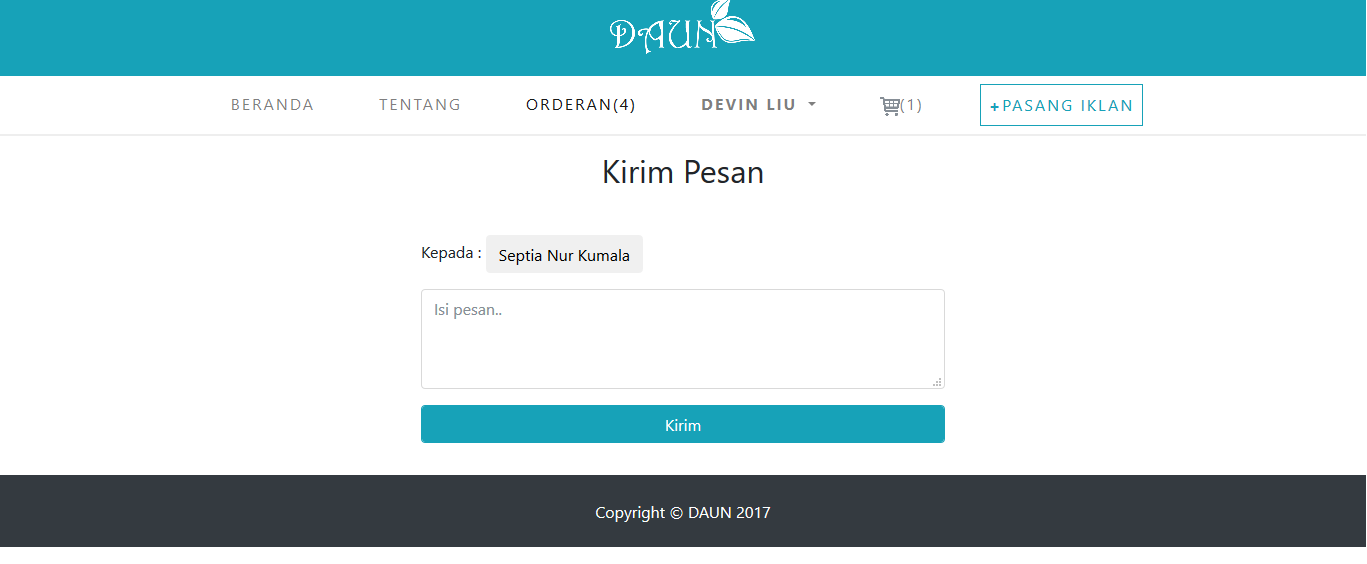 DAUN
BERANDA TENTANG ORDERAN(4) DEVIN LIU (1) +PASANG IKLAN
Kirim Pesan
Kepada : Septia Nur Kumala
Isi pesan..
Kirim
Copyright © DAUN 2017